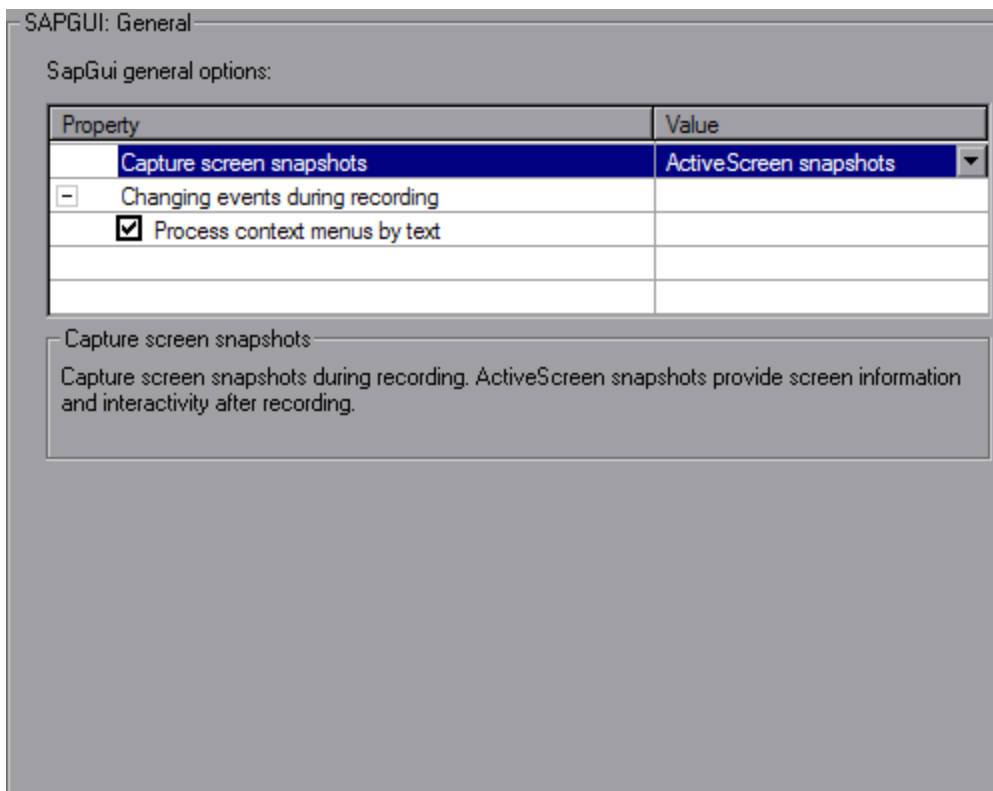 SAPGUI: General
SapGui general options:
Property Value
Capture screen snapshots ActiveScreen snapshots
Changing events during recording
Process context menus by text
Capture screen snapshots
Capture screen snapshots during recording. ActiveScreen snapshots provide screen information
and interactivity after recording.